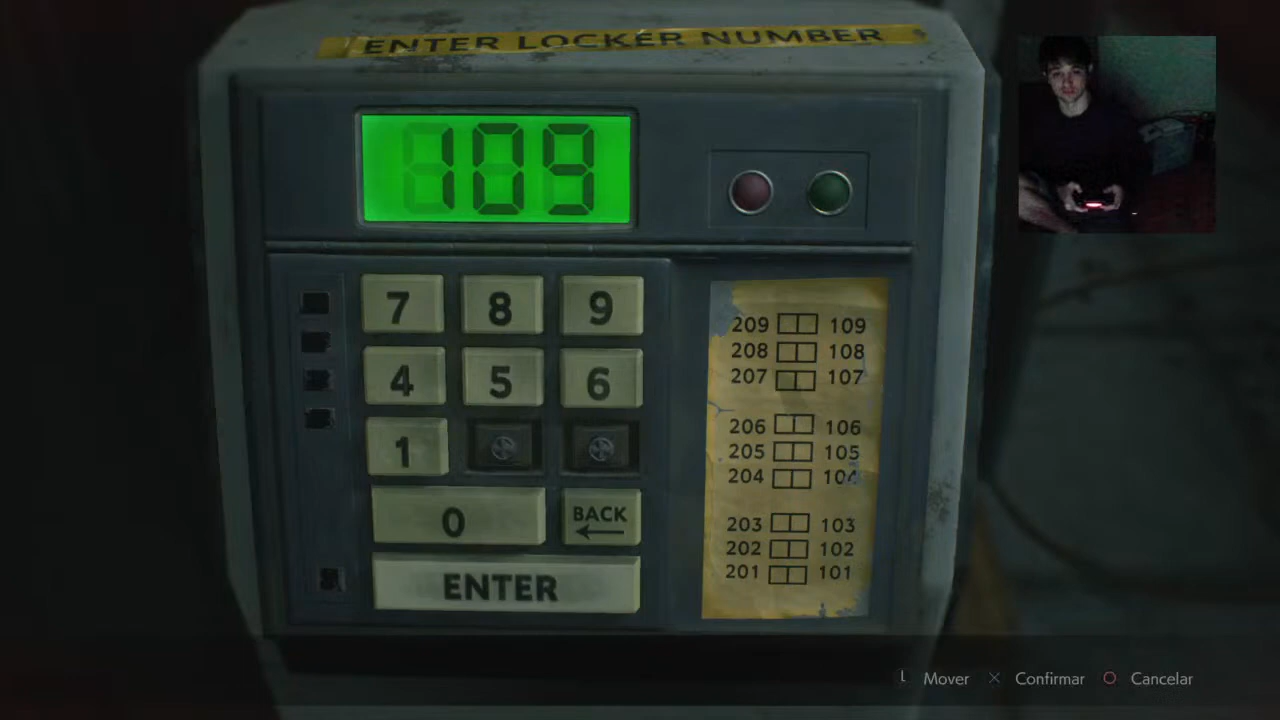 ENTER LOCKER NUMBER
109
7 8 9
4 5 6
1
0 BACK
ENTER
209 109
208 108
207 107
206 106
205 105
204 104
203 103
202 102
201 101
L Mover Confirmar Cancelar